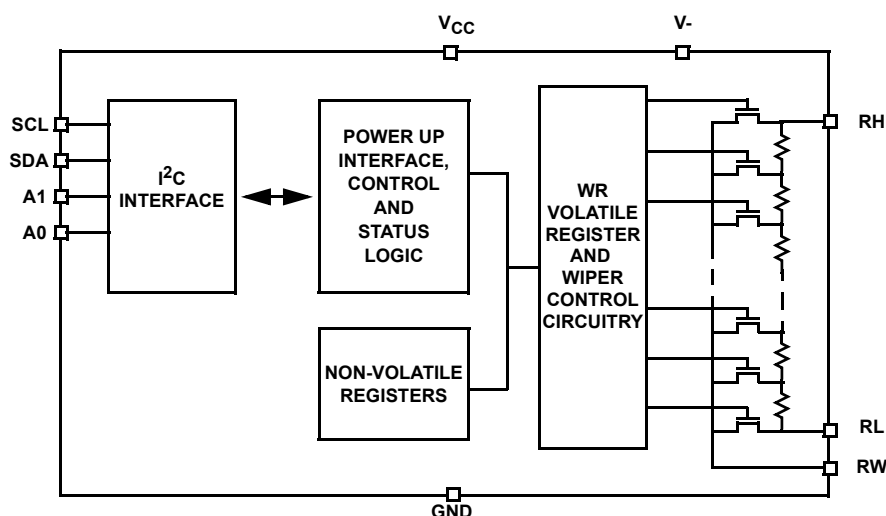 V_CC
V-
SCL
SDA
A1
A0
I²C
INTERFACE
POWER UP
INTERFACE,
CONTROL
AND
STATUS
LOGIC
NON-VOLATILE
REGISTERS
WR
VOLATILE
REGISTER
AND
WIPER
CONTROL
CIRCUITRY
RH
RL
RW
GND